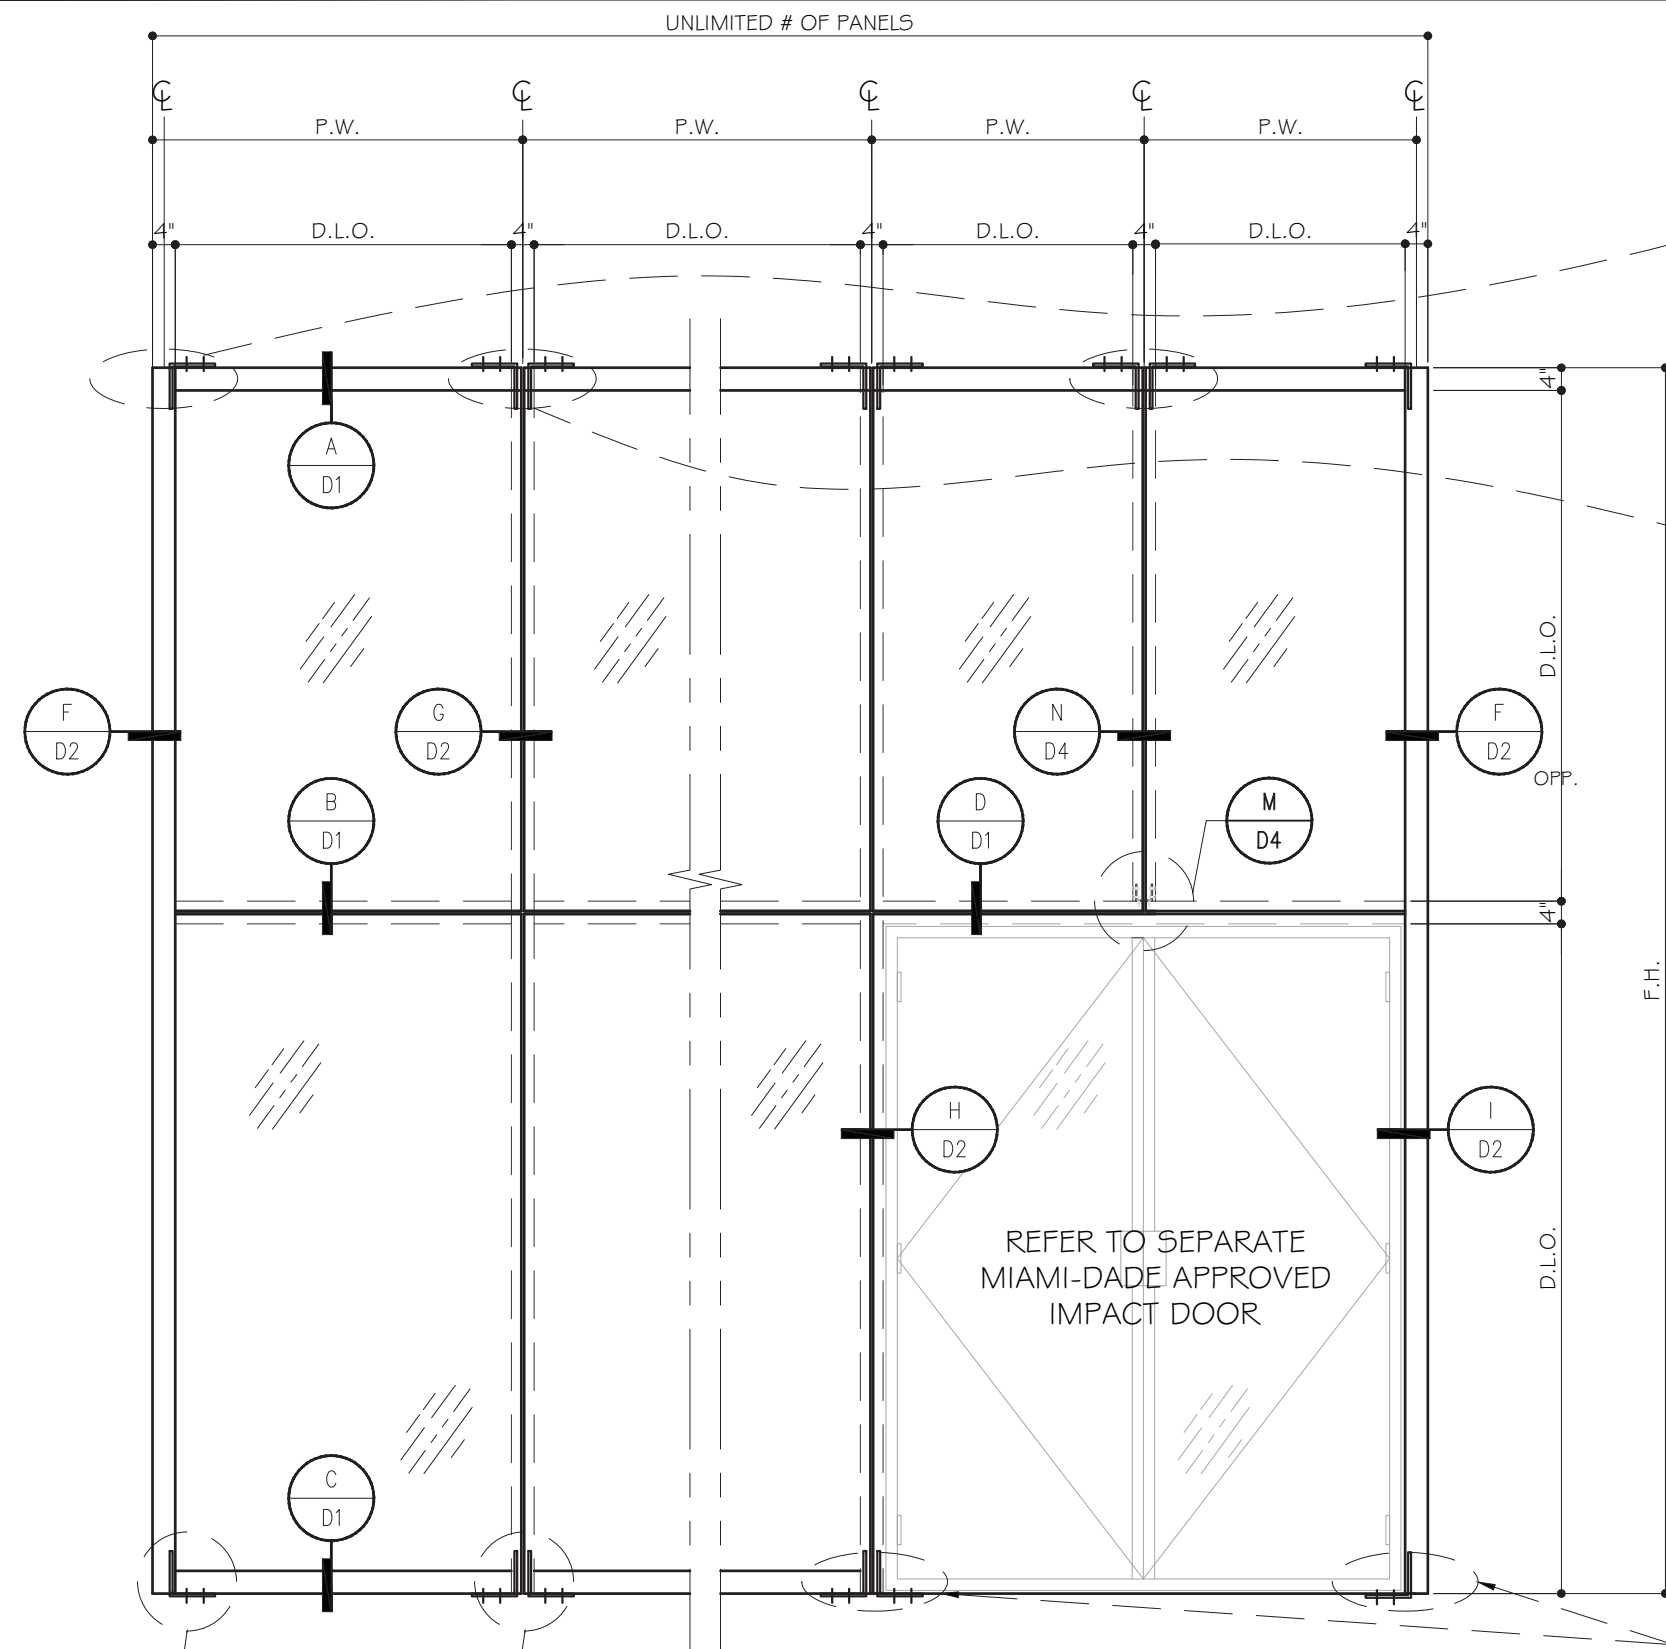 UNLIMITED # OF PANELS
℄ ℄ ℄ ℄ ℄
P.W. P.W. P.W. P.W.
4" D.L.O. 4" D.L.O. 4" D.L.O. 4" D.L.O. 4"
4"
A
D1
D.L.O.
F
D2
G
D2
N
D4
F
D2
OPP.
B
D1
D
D1
M
D4
4"
F.H.
H
D2
I
D2
REFER TO SEPARATE
MIAMI-DADE APPROVED
IMPACT DOOR
D.L.O.
C
D1